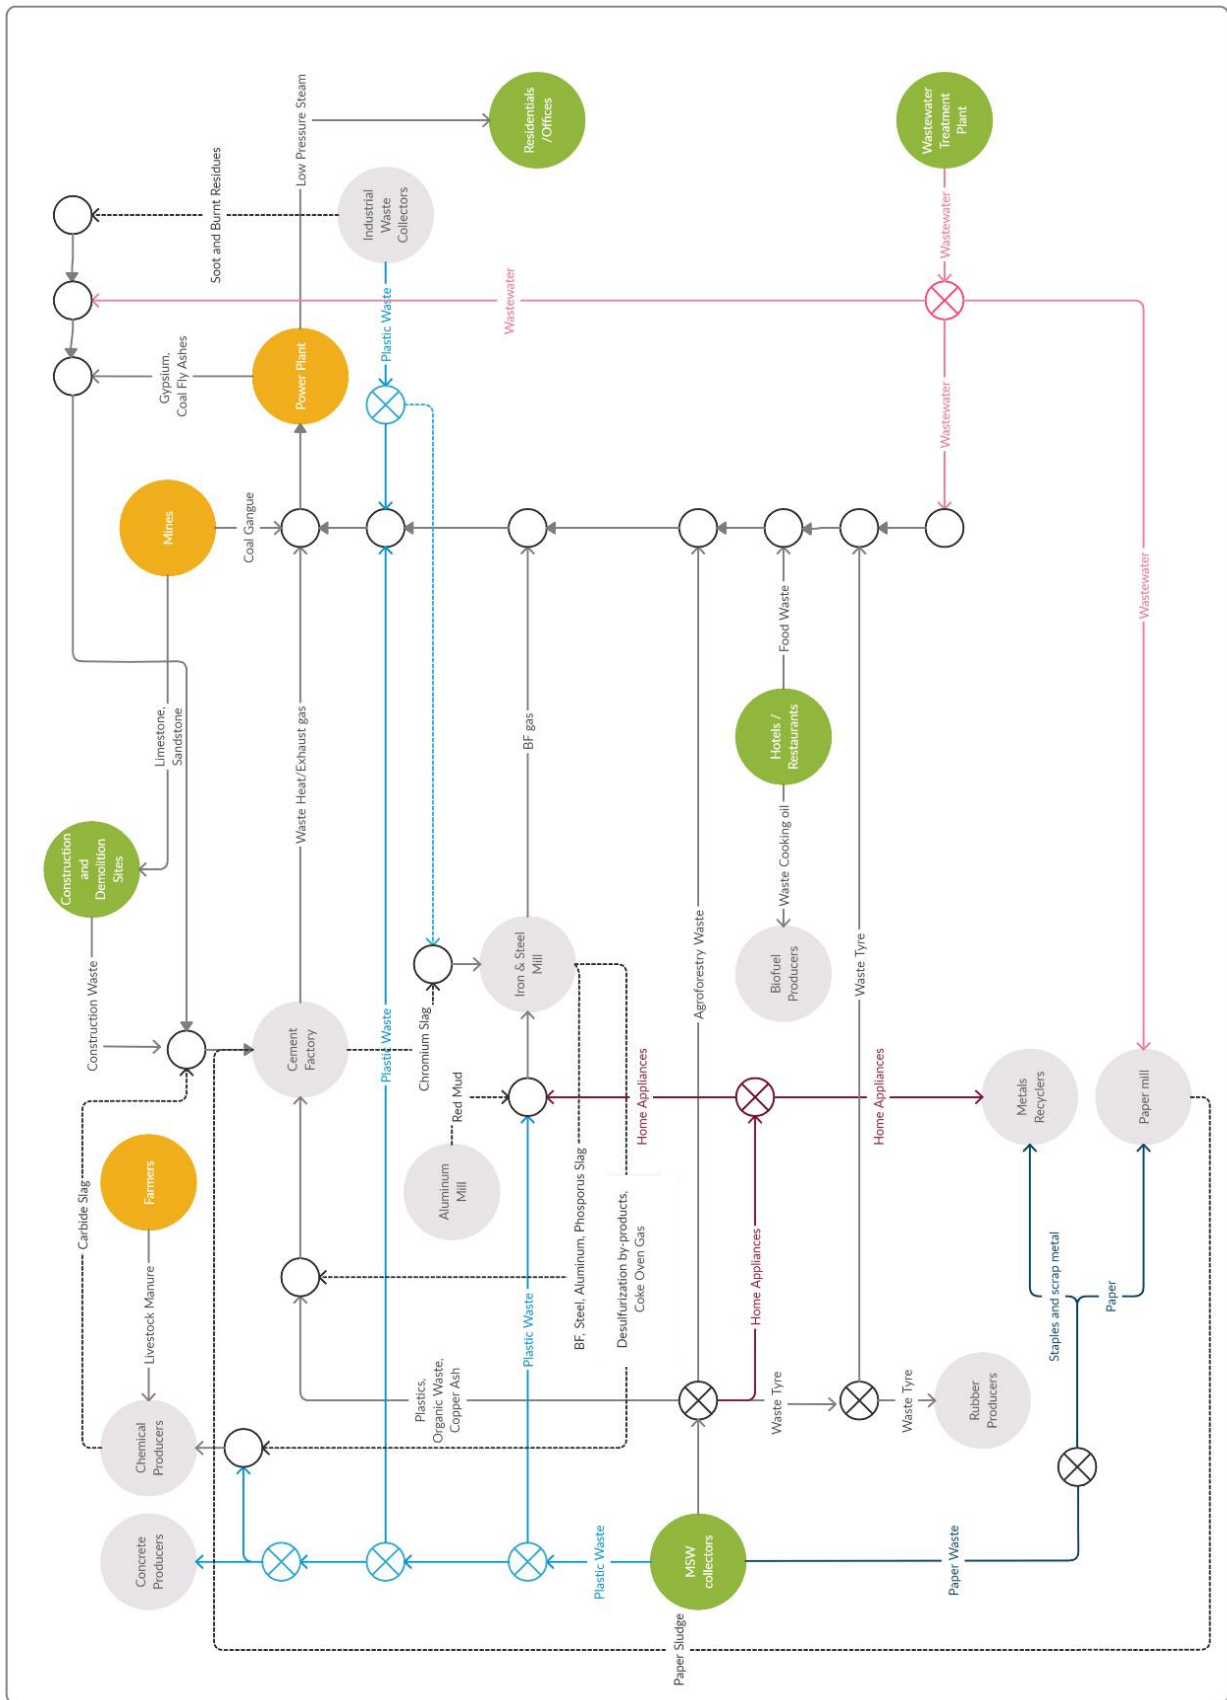 Concrete
Producers
Chemical
Producers
Livestock Manure
Farmers
Carbide Slag
Construction Waste
Construction
and
Demolition
Sites
Limestone,
Sandstone
Mines
Gypsium,
Coal Fly Ashes
Soot and Burnt Residues
Cement
Factory
Waste Heat/Exhaust gas
Coal Gangue
Power Plant
Low Pressure Steam
Residentials
/Offices
Industrial
Waste
Collectors
Plastic Waste
Plastic Waste
Plastics,
Organic Waste,
Copper Ash
Aluminum
Mill
Red Mud
Chromium Slag
Iron & Steel
Mill
BF gas
Plastic Waste
BF, Steel, Aluminum, Phosporus Slag
Desulfurization by-products,
Coke Oven Gas
Wastewater
Plastic Waste
Home Appliances
Paper Sludge
MSW
collectors
Agroforestry Waste
Home Appliances
Waste Tyre
Biofuel
Producers
Waste Cooking oil
Hotels /
Restaurants
Food Waste
Waste Tyre
Waste Tyre
Home Appliances
Wastewater
Wastewater
Wastewater
Treatment
Plant
Paper Waste
Rubber
Producers
Metals
Recyclers
Staples and scrap metal
Paper
Paper mill
Wastewater